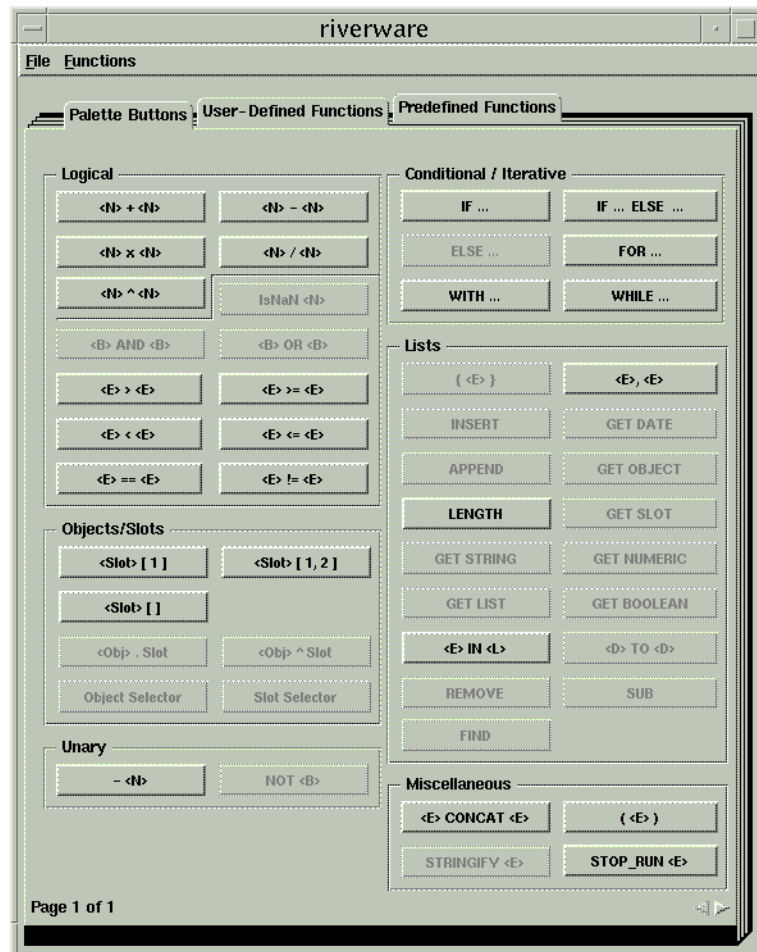 riverware
File Functions
Palette Buttons User-Defined Functions Predefined Functions
Logical
<N> + <N> <N> - <N>
<N> x <N> <N> / <N>
<N> ^ <N> IsNaN <N>
<B> AND <B> <B> OR <B>
<E> > <E> <E> >= <E>
<E> < <E> <E> <= <E>
<E> == <E> <E> != <E>
Objects/Slots
<Slot> [ 1 ] <Slot> [ 1, 2 ]
<Slot> [ ]
<Obj> . Slot <Obj> ^ Slot
Object Selector Slot Selector
Unary
- <N> NOT <B>
Conditional / Iterative
IF ... IF ... ELSE ...
ELSE ... FOR ...
WITH ... WHILE ...
Lists
{ <E> } <E>, <E>
INSERT GET DATE
APPEND GET OBJECT
LENGTH GET SLOT
GET STRING GET NUMERIC
GET LIST GET BOOLEAN
<E> IN <L> <D> TO <D>
REMOVE SUB
FIND
Miscellaneous
<E> CONCAT <E> ( <E> )
STRINGIFY <E> STOP_RUN <E>
Page 1 of 1